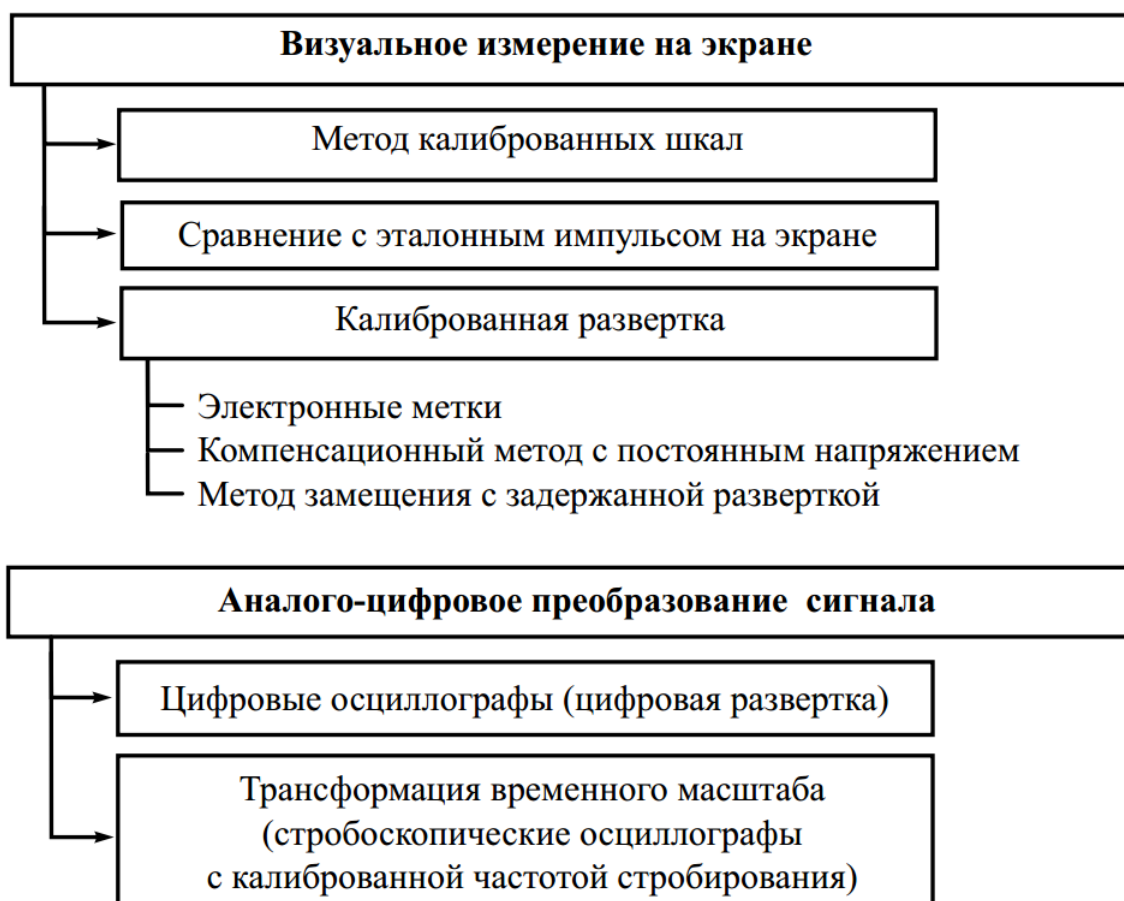 Визуальное измерение на экране
Метод калиброванных шкал
Сравнение с эталонным импульсом на экране
Калиброванная развертка
Электронные метки
Компенсационный метод с постоянным напряжением
Метод замещения с задержанной разверткой
Аналого-цифровое преобразование сигнала
Цифровые осциллографы (цифровая развертка)
Трансформация временного масштаба
(стробоскопические осциллографы
с калиброванной частотой стробирования)